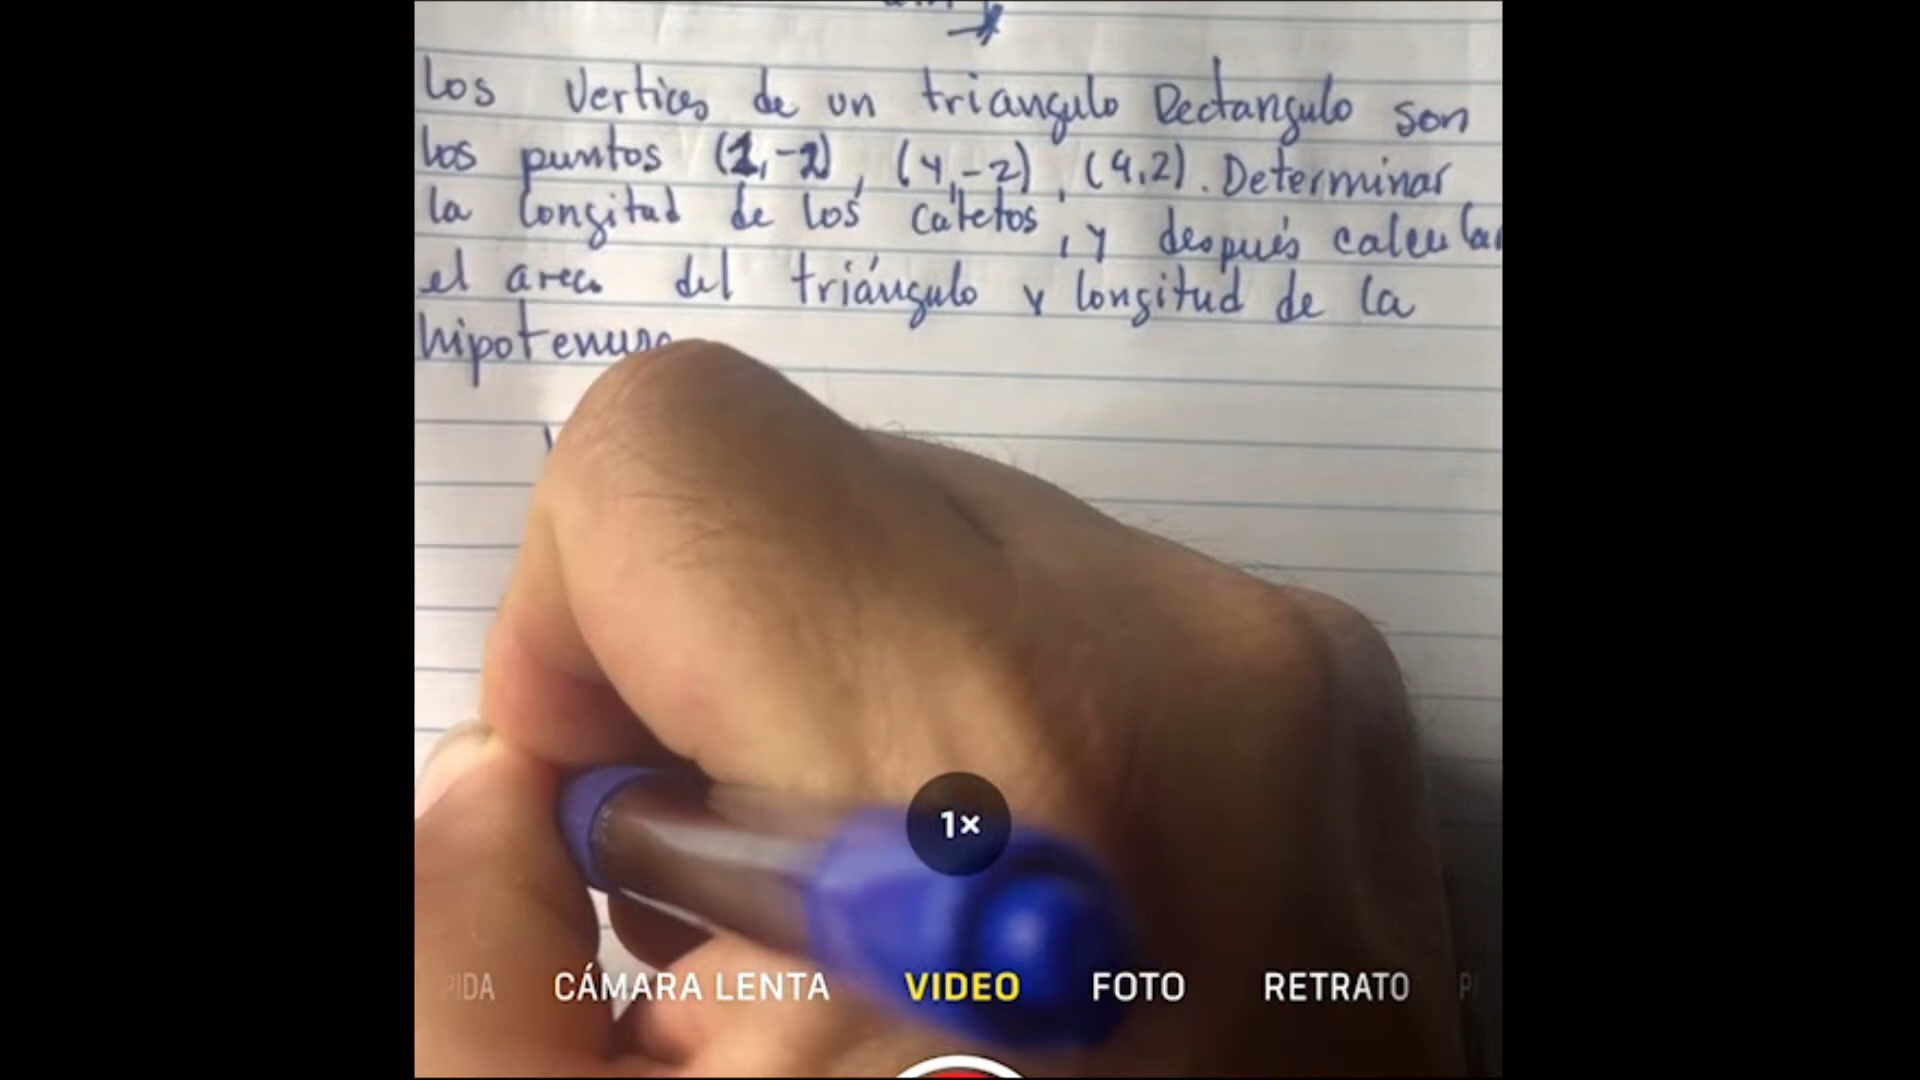 Los Vertices de un triangulo Rectangulo son
los puntos (1,-2), (4,-2), (4,2). Determinar
la longitud de los catetos, y después calcular
el area del triángulo y longitud de la
hipotenusa
1×
CÁMARA LENTA VIDEO FOTO RETRATO